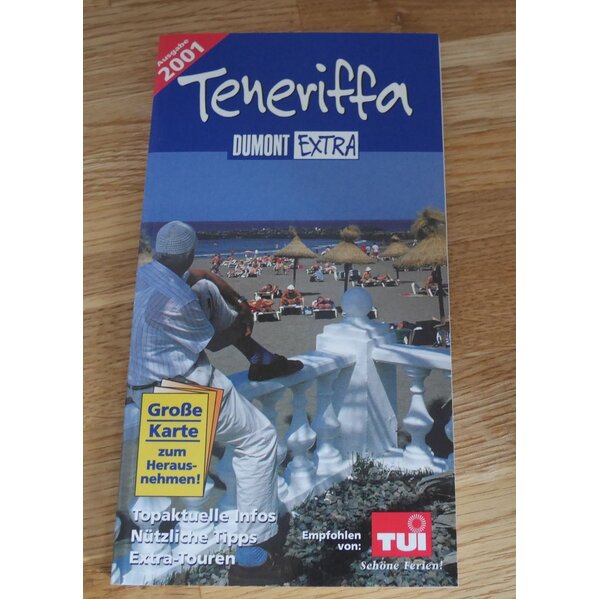 Ausgabe
2001
Teneriffa
DUMONT EXTRA
Große
Karte
zum
Heraus-
nehmen!
Topaktuelle Infos
Nützliche Tipps
Extra-Touren
Empfohlen
von:
TUI
Schöne Ferien!